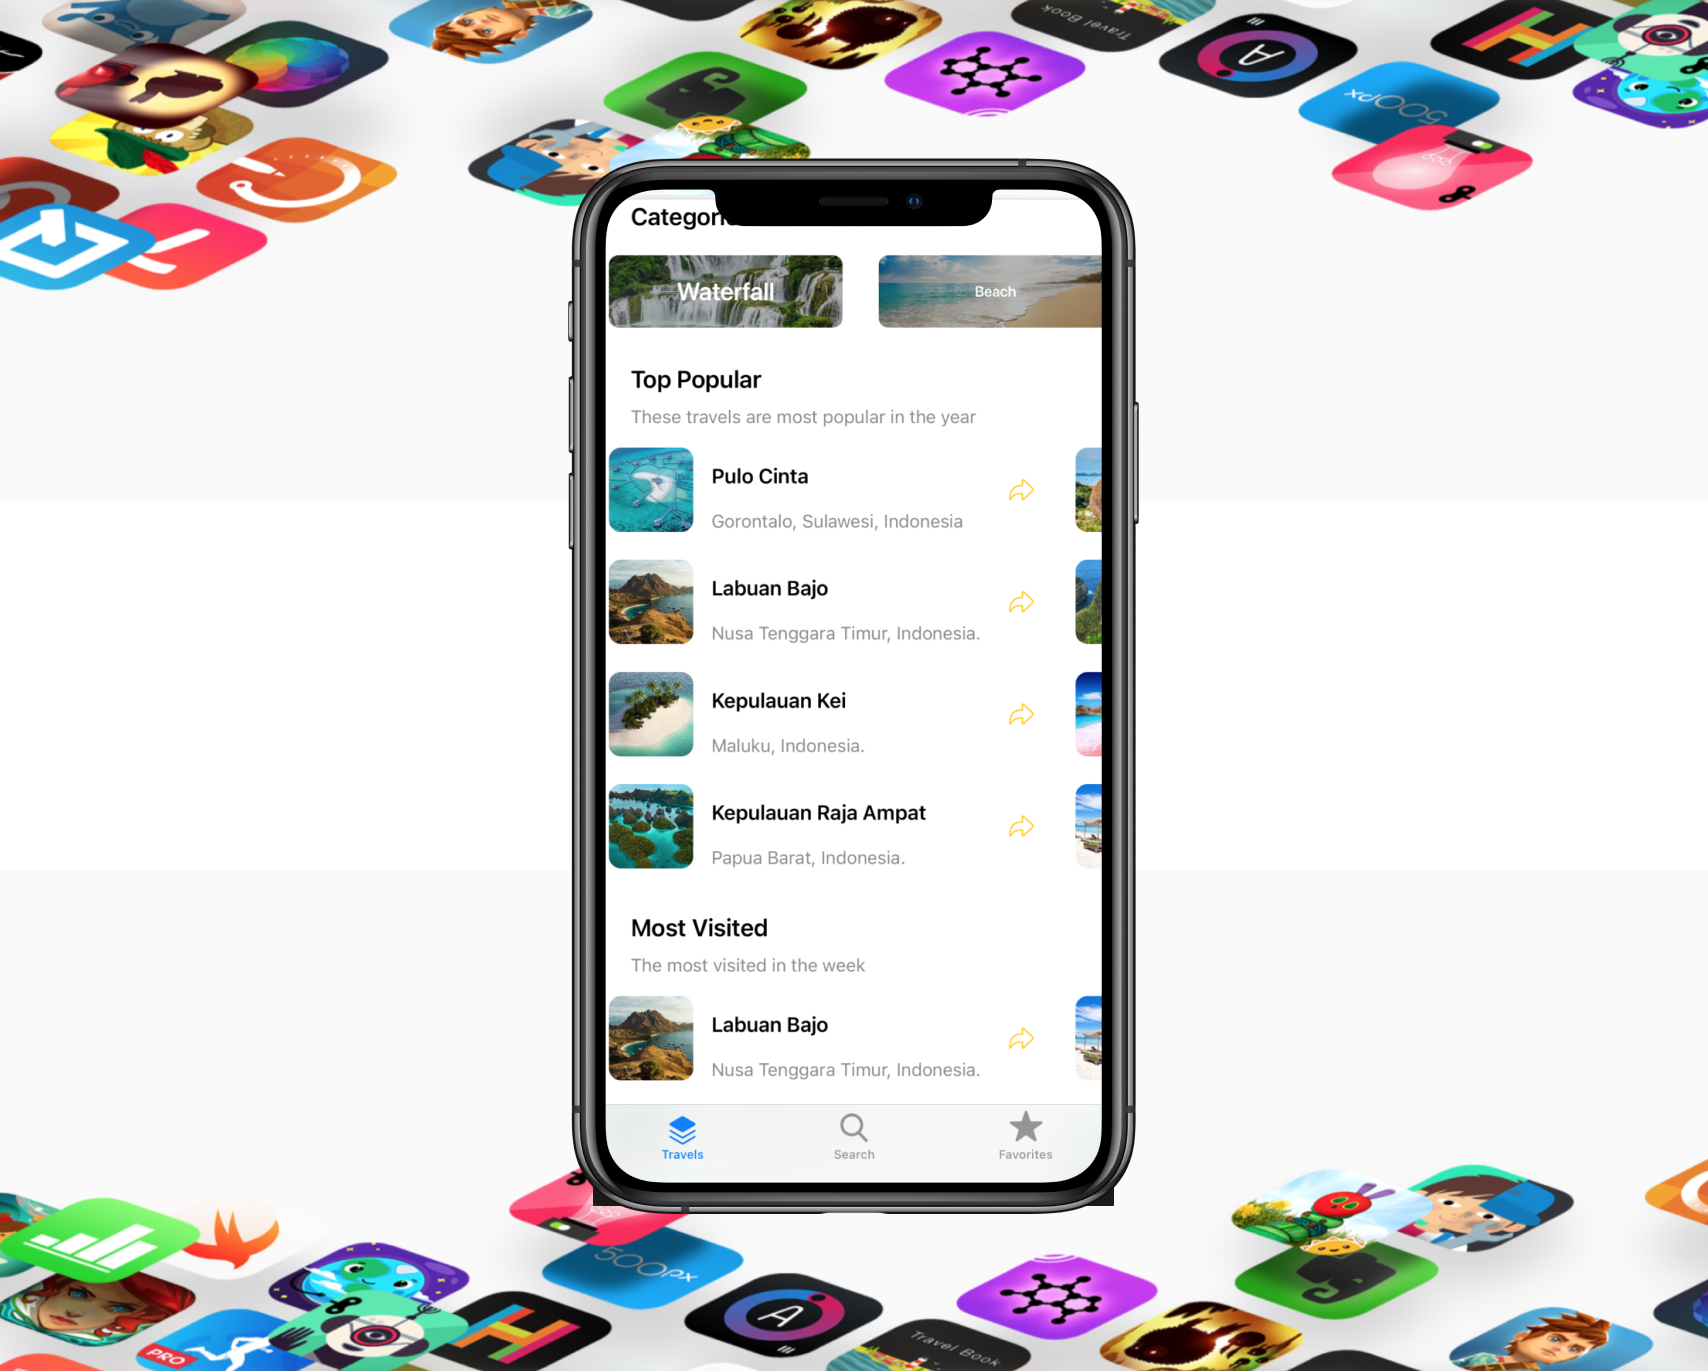 Travel Book
A
H
500px
Categori
Waterfall
Beach
Top Popular
These travels are most popular in the year
Pulo Cinta
Gorontalo, Sulawesi, Indonesia
Labuan Bajo
Nusa Tenggara Timur, Indonesia.
Kepulauan Kei
Maluku, Indonesia.
Kepulauan Raja Ampat
Papua Barat, Indonesia.
Most Visited
The most visited in the week
Labuan Bajo
Nusa Tenggara Timur, Indonesia.
Travels
Search
Favorites
500px
A
H
PRO
Travel Book